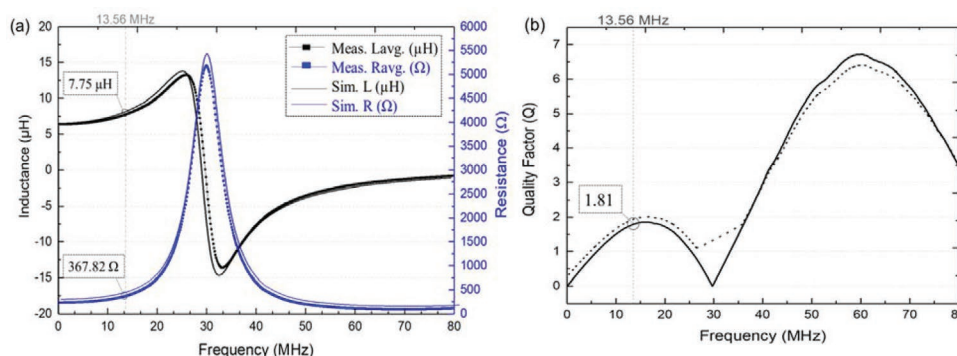 (a)
13.56 MHz
Meas. Lavg. (µH)
Meas. Ravg. (Ω)
Sim. L (µH)
Sim. R (Ω)
7.75 µH
367.82 Ω
Inductance (µH)
20
15
10
5
0
-5
-10
-15
-20
Resistance (Ω)
6000
5500
5000
4500
4000
3500
3000
2500
2000
1500
1000
500
0
0 10 20 30 40 50 60 70 80
Frequency (MHz)
(b)
13.56 MHz
1.81
Quality Factor (Q)
7
6
5
4
3
2
1
0
0 10 20 30 40 50 60 70 80
Frequency (MHz)